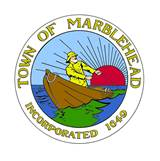 TOWN OF MARBLEHEAD
INCORPORATED 1649